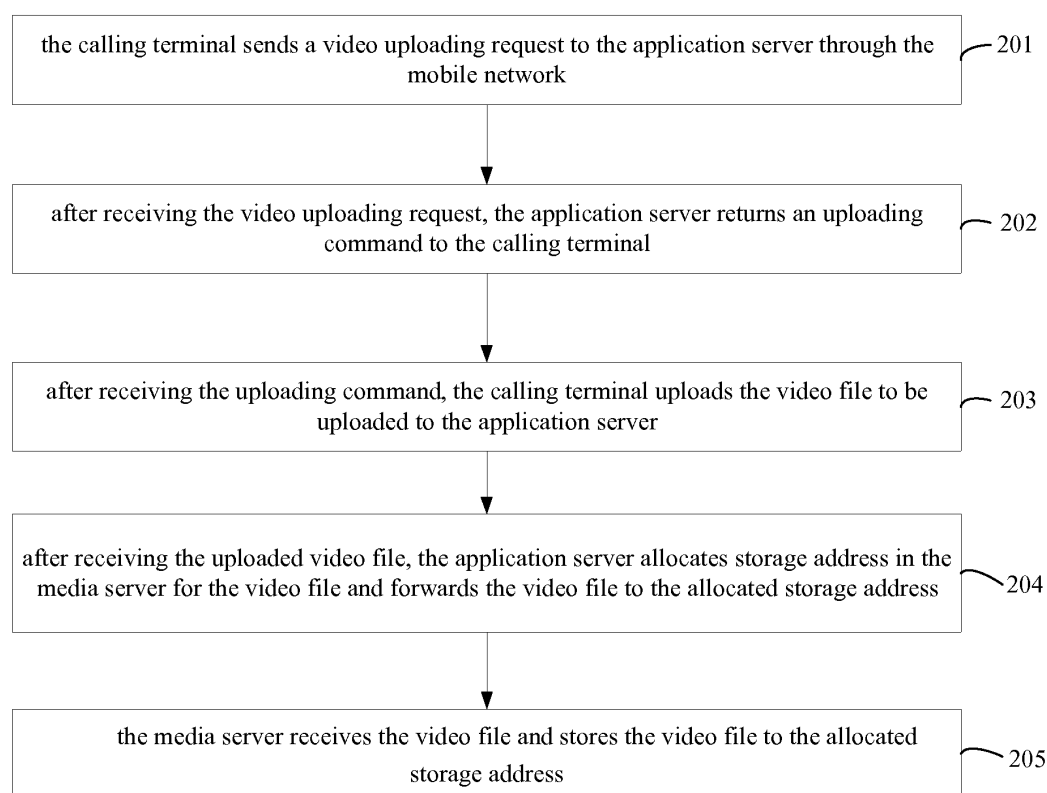 the calling terminal sends a video uploading request to the application server through the
mobile network
201
after receiving the video uploading request, the application server returns an uploading
command to the calling terminal
202
after receiving the uploading command, the calling terminal uploads the video file to be
uploaded to the application server
203
after receiving the uploaded video file, the application server allocates storage address in the
media server for the video file and forwards the video file to the allocated storage address
204
the media server receives the video file and stores the video file to the allocated
storage address
205